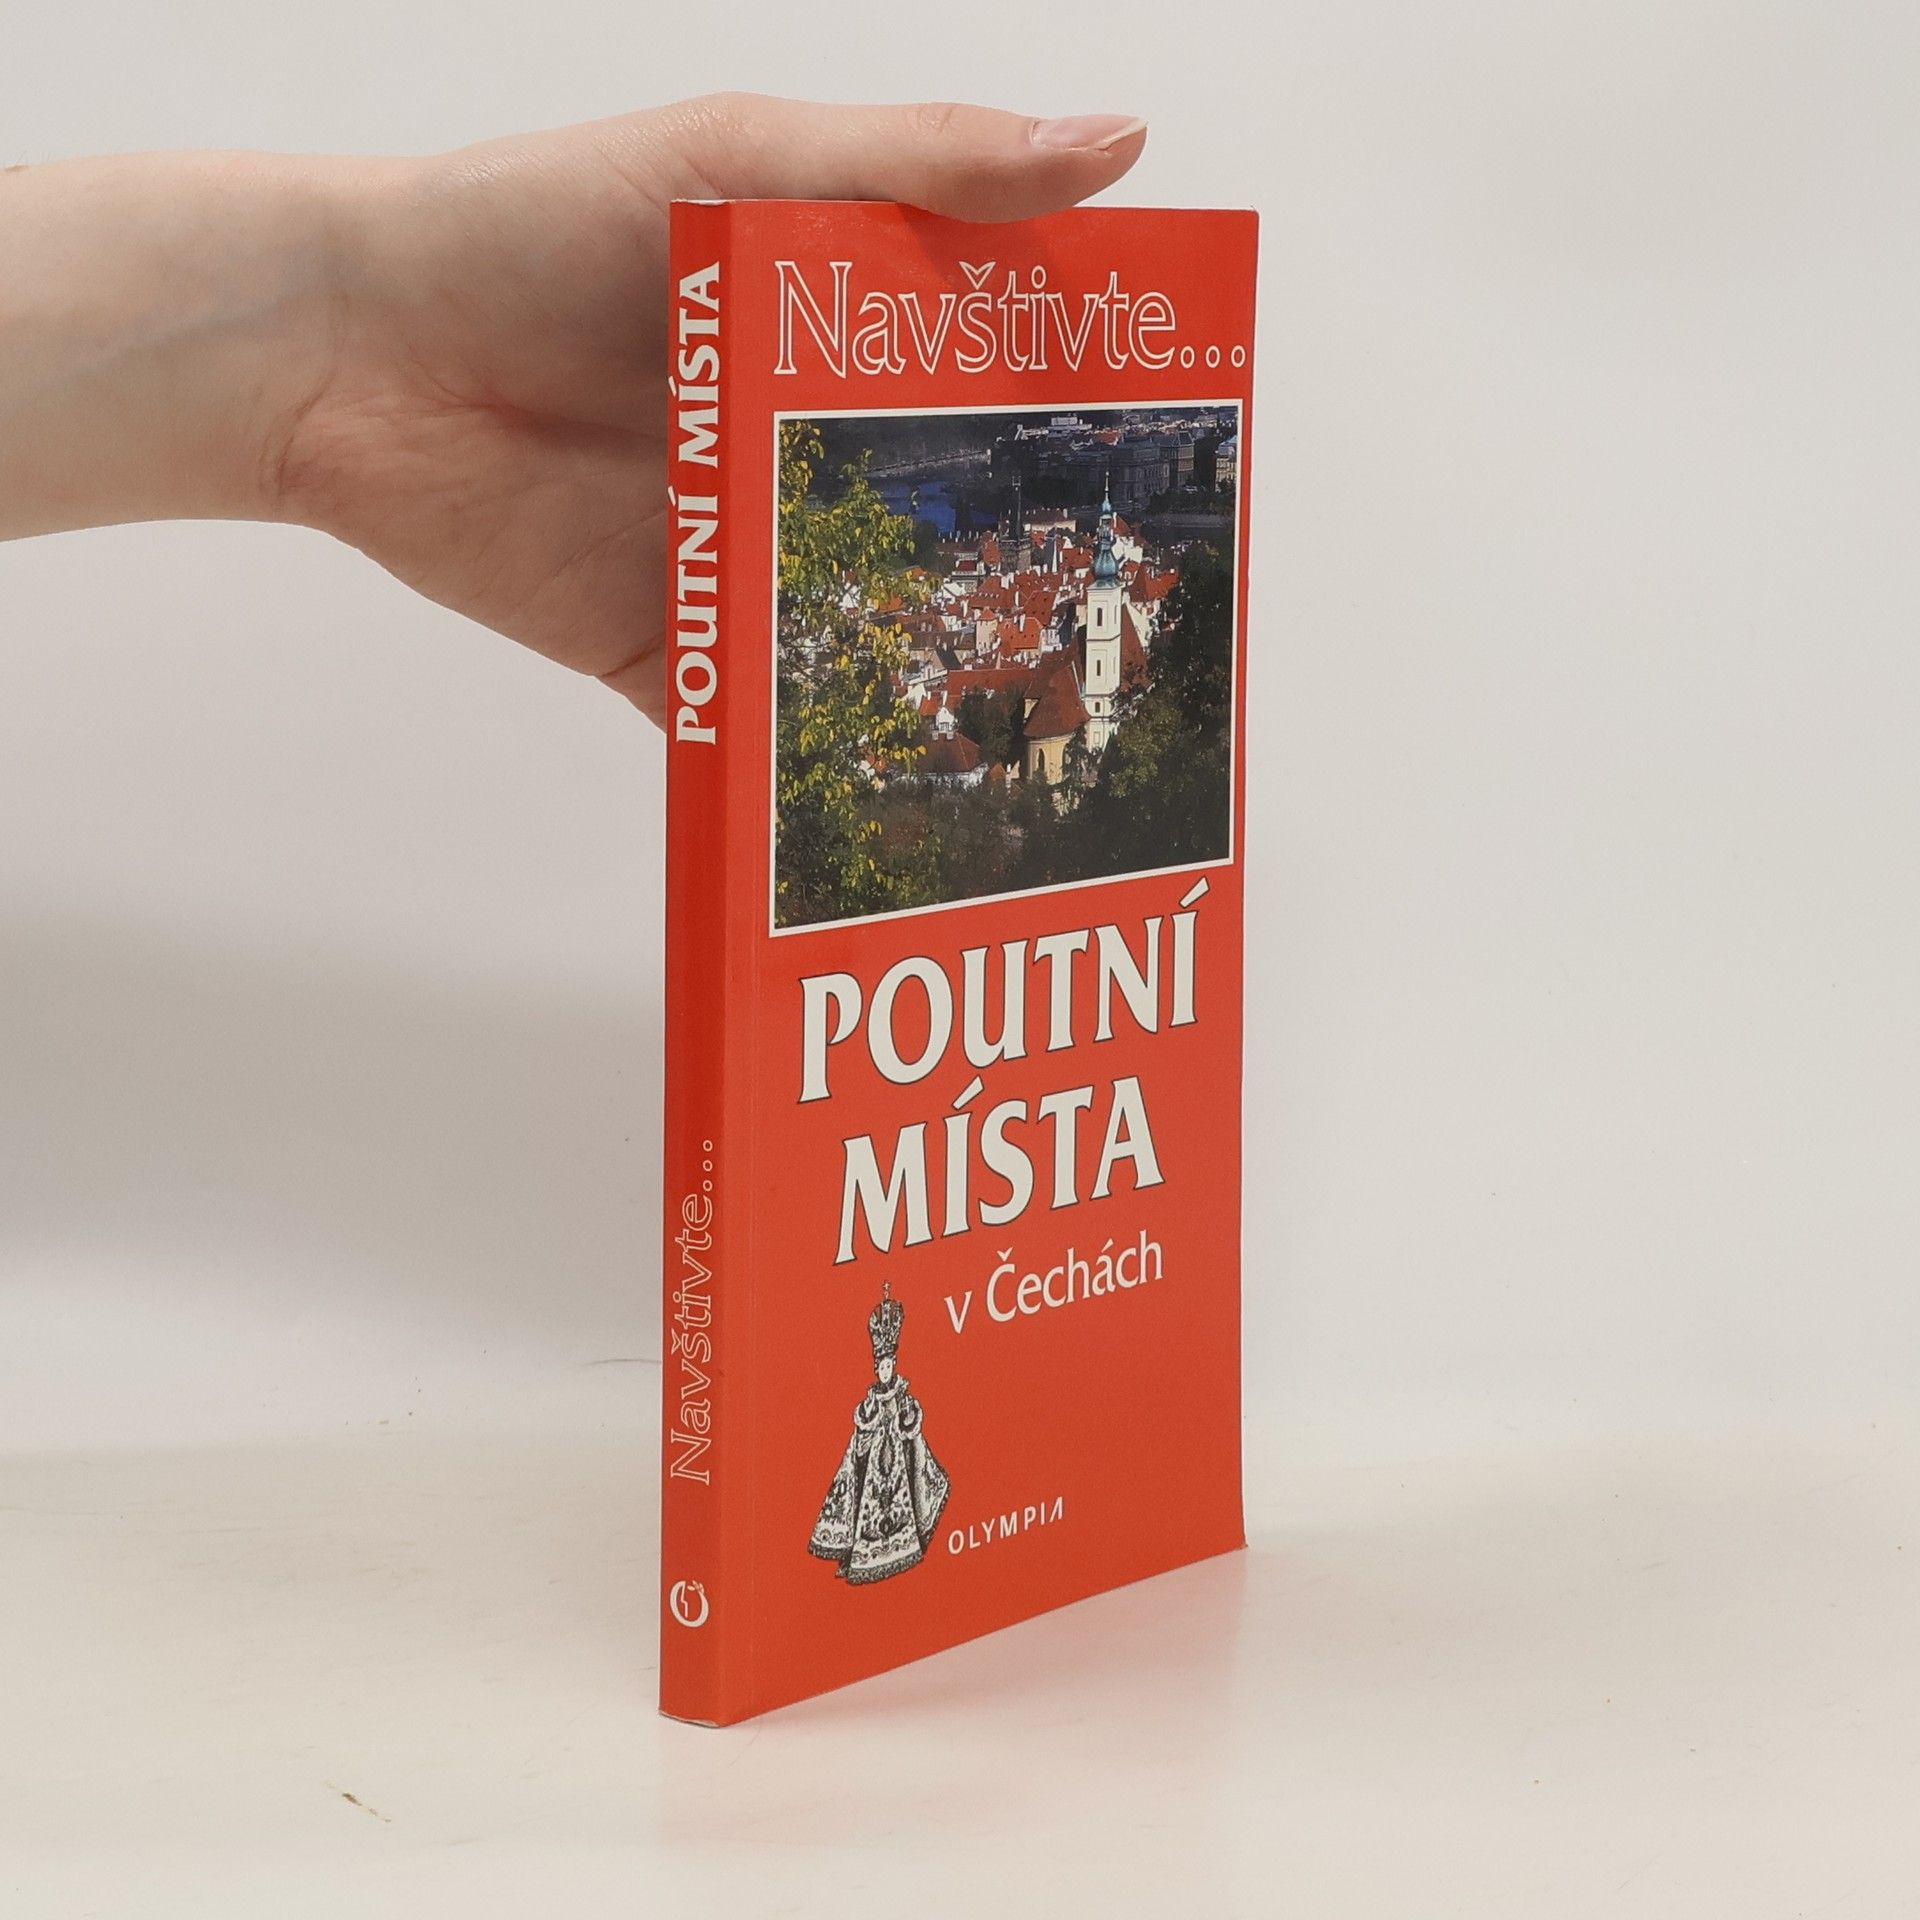 Navštivte...
POUTNÍ
MÍSTA
v Čechách
OLYMPIA
POUTNÍ MÍSTA
Navštivte...